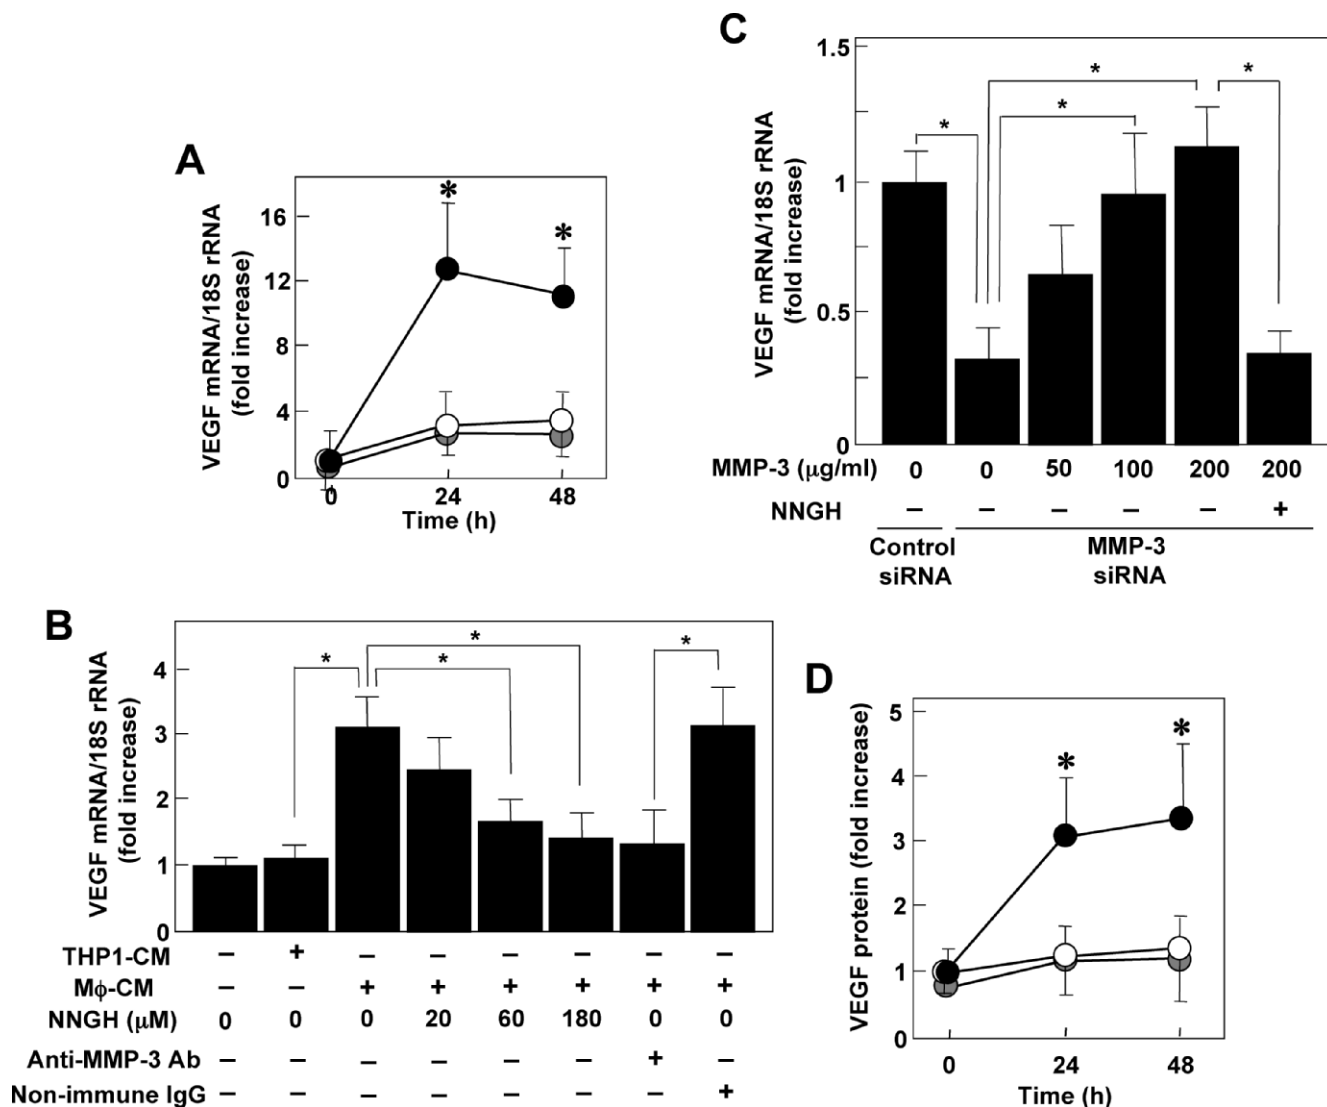 A
VEGF mRNA/18S rRNA
(fold increase)
16
12
8
4
0
*
*
0 24 48
Time (h)
C
VEGF mRNA/18S rRNA
(fold increase)
1.5
1
0.5
0
* * * *
MMP-3 (μg/ml) 0 0 50 100 200 200
NNGH – – – – – +
Control
siRNA
MMP-3
siRNA
B
VEGF mRNA/18S rRNA
(fold increase)
4
3
2
1
0
* * * *
THP1-CM – + – – – – – –
Mϕ-CM – – + + + + + +
NNGH (μM) 0 0 0 20 60 180 0 0
Anti-MMP-3 Ab – – – – – – + –
Non-immune IgG – – – – – – – +
D
VEGF protein (fold increase)
5
4
3
2
1
0
*
*
0 24 48
Time (h)